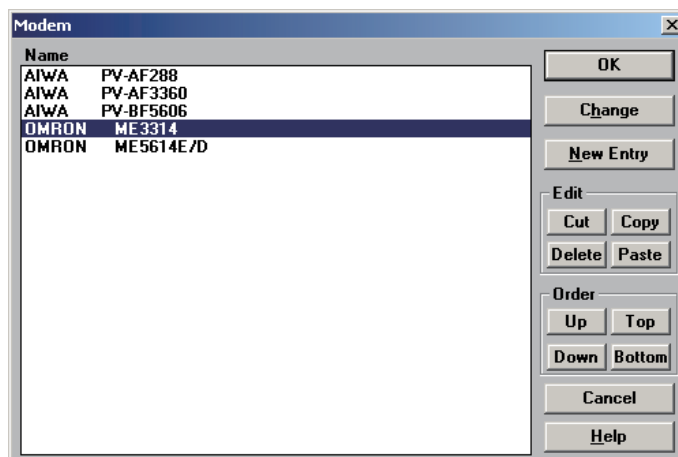 Modem
Name
AIWA PV-AF288
AIWA PV-AF3360
AIWA PV-BF5606
OMRON ME3314
OMRON ME5614E/D
OK
Change
New Entry
Edit
Cut Copy
Delete Paste
Order
Up Top
Down Bottom
Cancel
Help